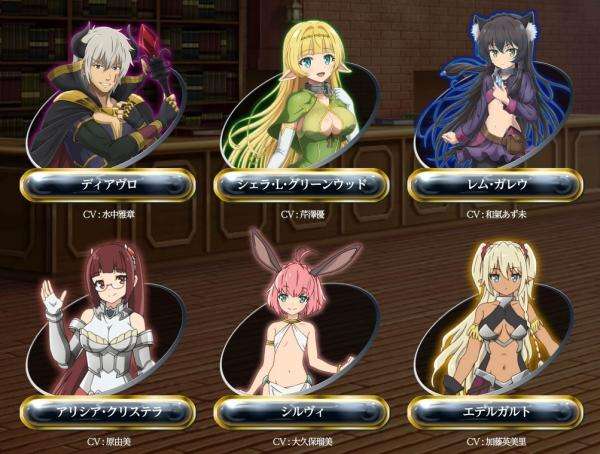 ディアヴロ
シェラ・L・グリーンウッド
レム・ガレウ
CV : 水中雅章
CV : 芹澤優
CV : 和氣あず未
アリシア・クリステラ
シルヴィ
エデルガルト
CV : 原由実
CV : 大久保瑠美
CV : 加藤英美里